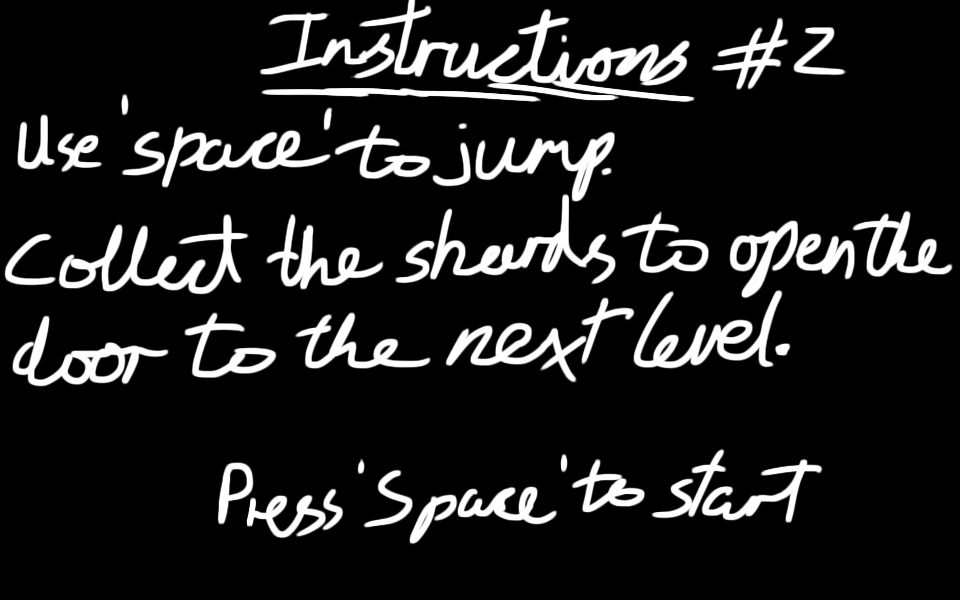 Instructions #2
Use 'space' to jump.
Collect the shards to open the
door to the next level.
Press 'Space' to start